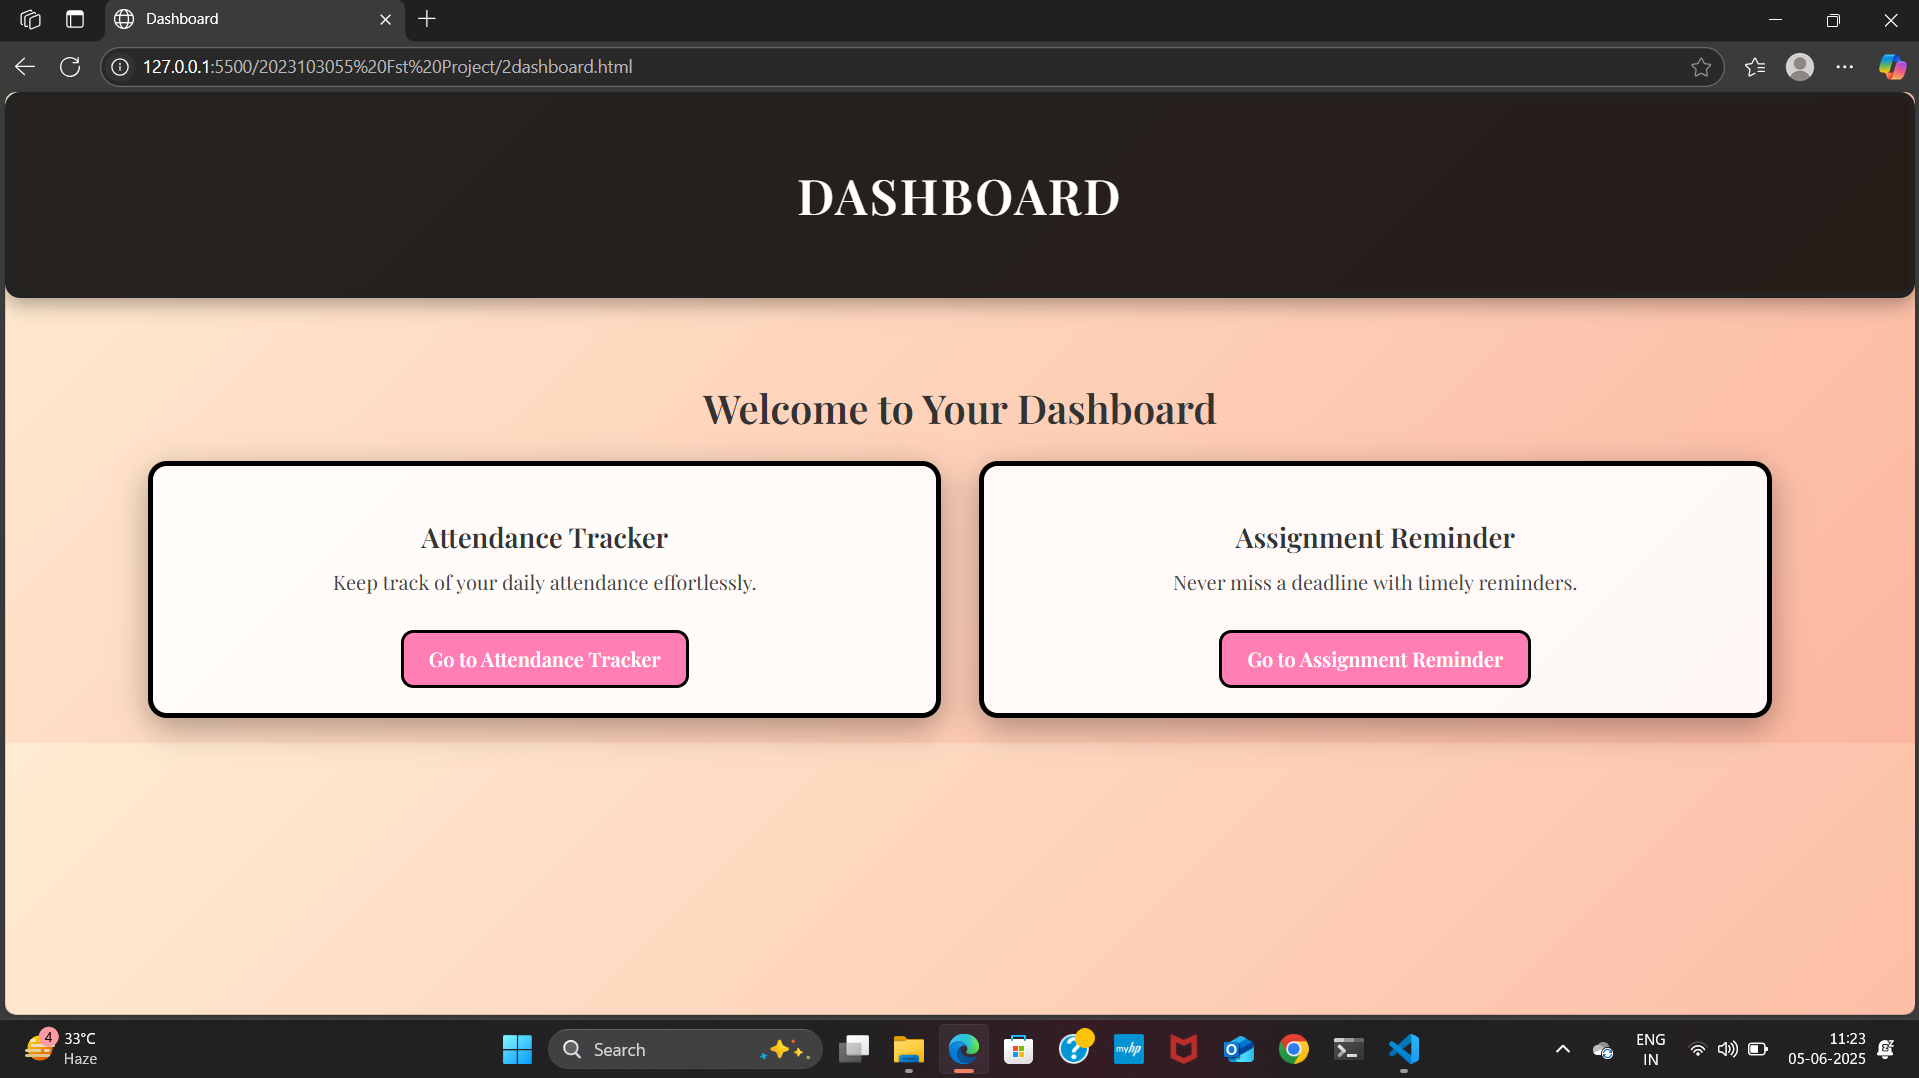 Dashboard
127.0.0.1:5500/2023103055%20Fst%20Project/2dashboard.html
DASHBOARD
Welcome to Your Dashboard
Attendance Tracker
Keep track of your daily attendance effortlessly.
Go to Attendance Tracker
Assignment Reminder
Never miss a deadline with timely reminders.
Go to Assignment Reminder
4
33°C
Haze
Search
myhp
ENG
IN
11:23
05-06-2025